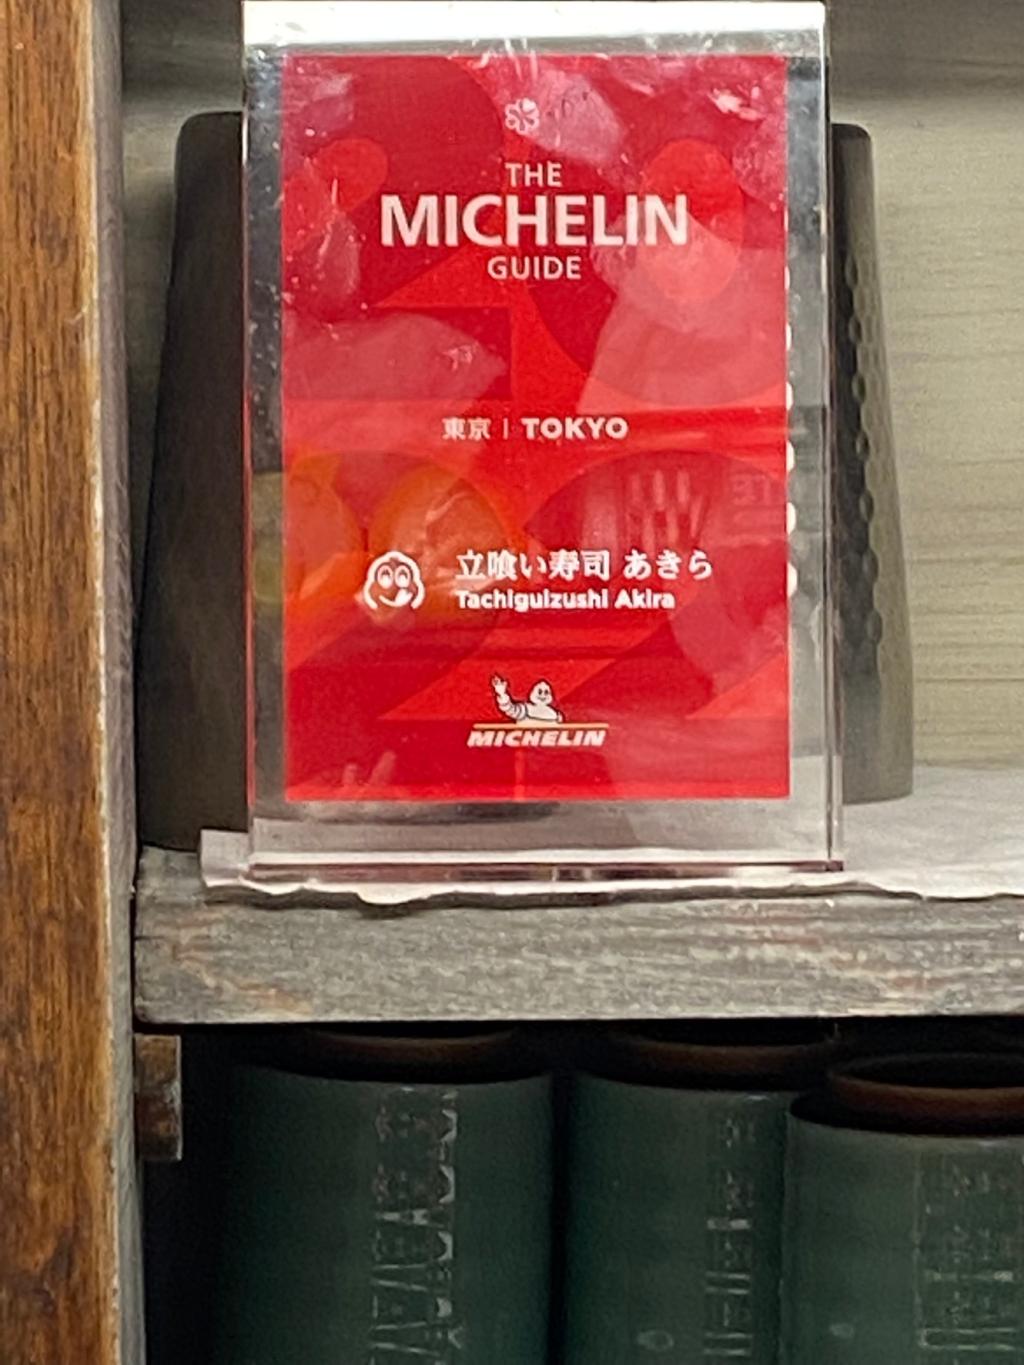 THE
MICHELIN
GUIDE
東京 | TOKYO
立喰い寿司 あきら
Tachiguizushi Akira
MICHELIN